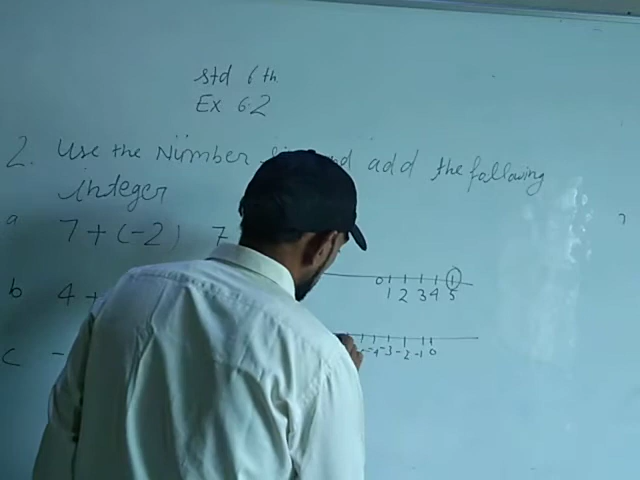 std 6th
Ex 6.2
2. Use the Number and add the following
integer
a 7+(-2) 7
0 1 2 3 4 5
b 4+
-4 -3 -2 -1 0
c -